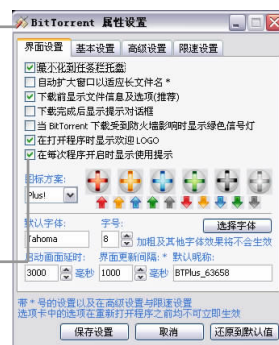 BitTorrent 属性设置
界面设置 基本设置 高级设置 限速设置
最小化到任务栏托盘
自动扩大窗口以适应长文件名 *
下载前显示文件信息及选项(推荐)
下载完成后显示提示对话框
当 BitTorrent 下载受到防火墙影响时显示绿色信号灯
在打开程序时显示欢迎 LOGO
在每次程序开启时显示使用提示
图标方案:
Plus!
默认字体: 字号: 选择字体
Tahoma 8 加粗及其他字体效果将不会生效
启动画面延时: 界面更新间隔: * 默认昵称:
3000 毫秒 1000 毫秒 BTPlus_63658
带 * 号的设置以及在高级设置与限速设置
选项卡中的选项在重新打开程序之前均不可立即生效
保存设置 取消 还原到默认值